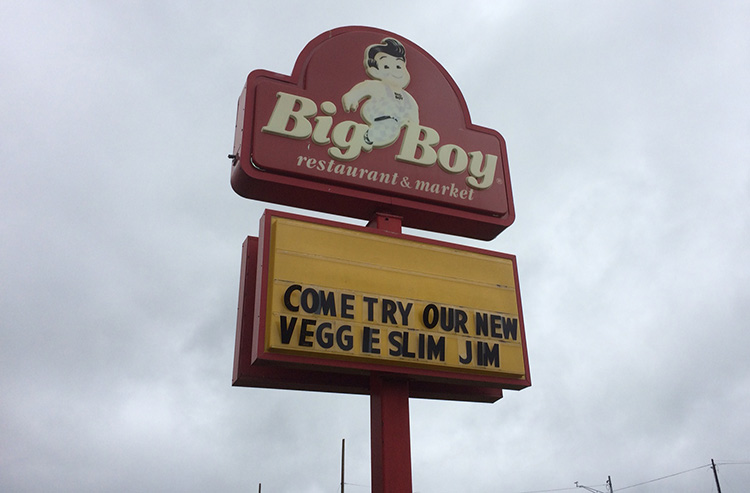 Big Boy
restaurant & market
COME TRY OUR NEW
VEGGIE SLIM JIM